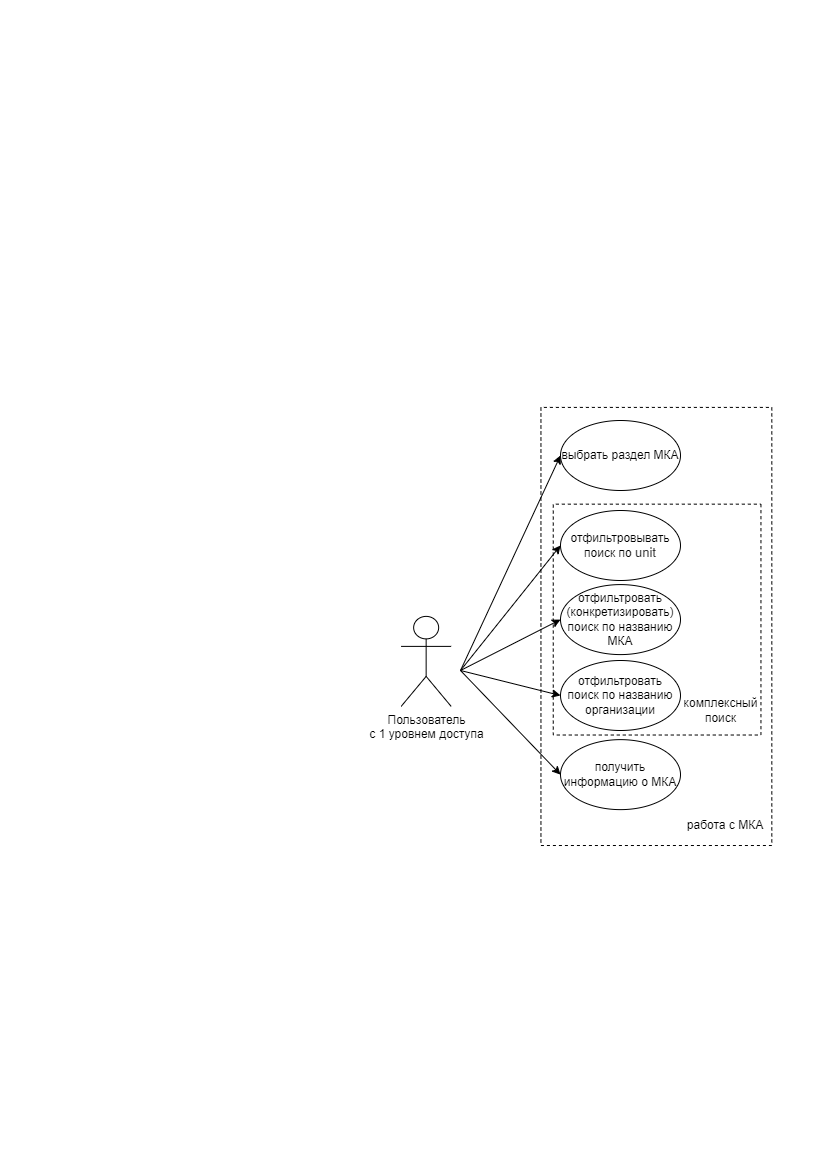 выбрать раздел МКА
отфильтровывать
поиск по unit
отфильтровать
(конкретизировать)
поиск по названию
МКА
отфильтровать
поиск по названию
организации
комплексный
поиск
Пользователь
с 1 уровнем доступа
получить
информацию о МКА
работа с МКА